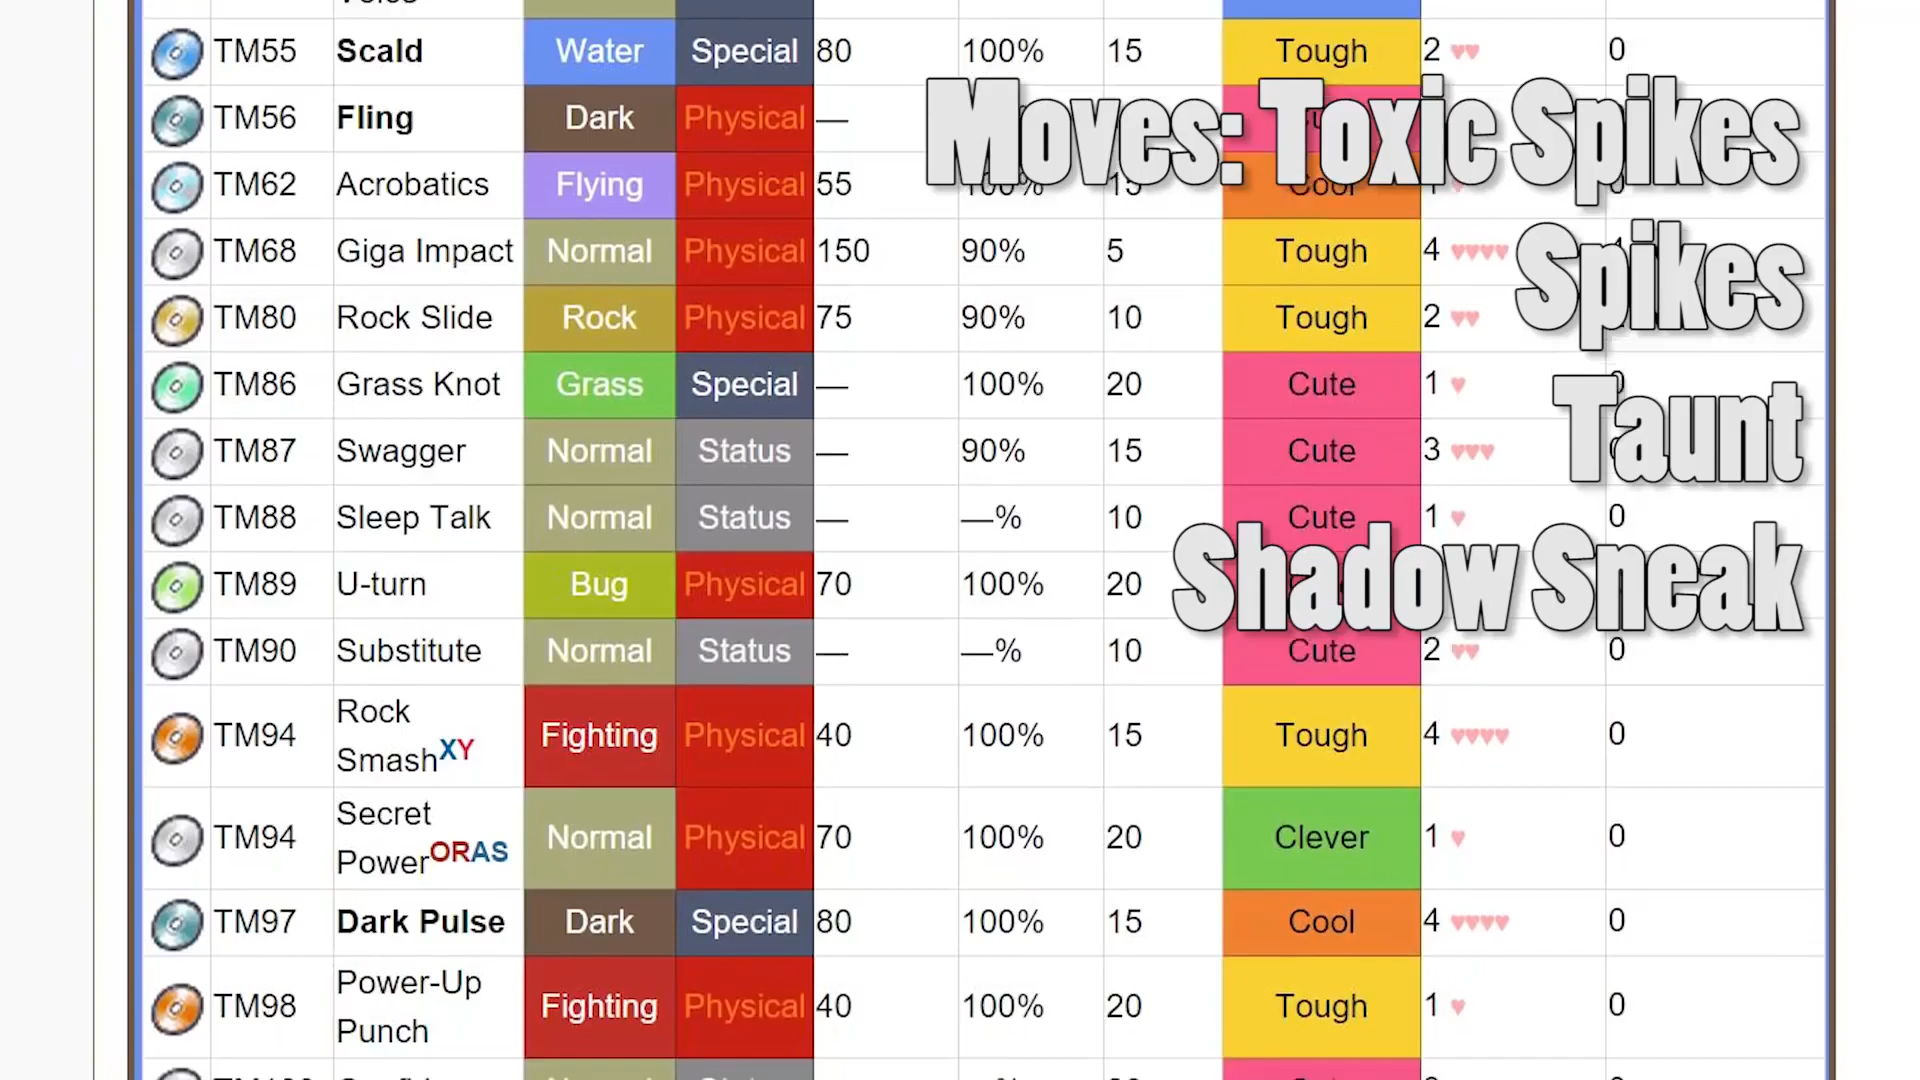 TM55 Scald Water Special 80 100% 15 Tough 2 ♥♥ 0
TM56 Fling Dark Physical —
Moves: Toxic Spikes
TM62 Acrobatics Flying Physical 55 100% 15 Cool
TM68 Giga Impact Normal Physical 150 90% 5 Tough 4 ♥♥♥♥
Spikes
TM80 Rock Slide Rock Physical 75 90% 10 Tough 2 ♥♥
TM86 Grass Knot Grass Special — 100% 20 Cute 1 ♥
Taunt
TM87 Swagger Normal Status — 90% 15 Cute 3 ♥♥♥
TM88 Sleep Talk Normal Status — —% 10 Cute 1 ♥ 0
TM89 U-turn Bug Physical 70 100% 20
Shadow Sneak
TM90 Substitute Normal Status — —% 10 Cute 2 ♥♥ 0
TM94 Rock SmashXY Fighting Physical 40 100% 15 Tough 4 ♥♥♥♥ 0
TM94 Secret PowerORAS Normal Physical 70 100% 20 Clever 1 ♥ 0
TM97 Dark Pulse Dark Special 80 100% 15 Cool 4 ♥♥♥♥ 0
TM98 Power-Up Punch Fighting Physical 40 100% 20 Tough 1 ♥ 0